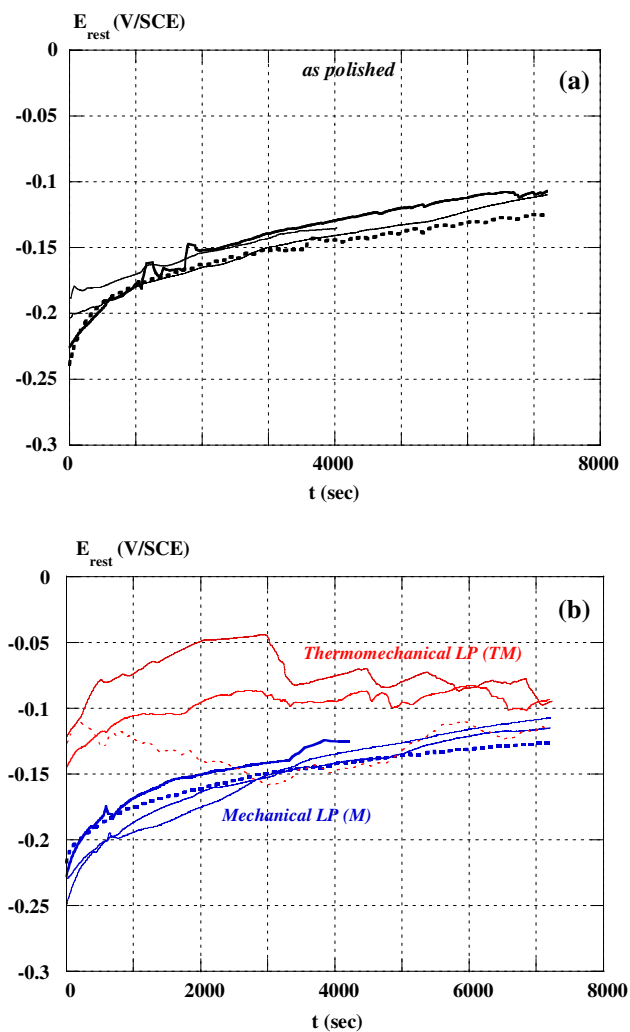 E_rest (V/SCE)
0
as polished
(a)
-0.05
-0.1
-0.15
-0.2
-0.25
-0.3
0 4000 8000
t (sec)
E_rest (V/SCE)
0
(b)
-0.05
Thermomechanical LP (TM)
-0.1
-0.15
Mechanical LP (M)
-0.2
-0.25
-0.3
0 2000 4000 6000 8000
t (sec)